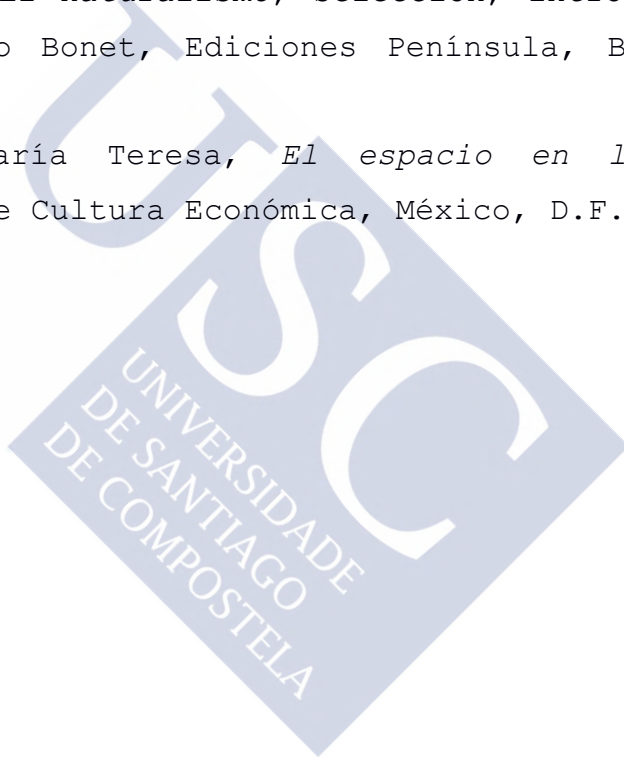 o Bonet, Ediciones Península, B
aría Teresa, El espacio en l
e Cultura Económica, México, D.F.
USC
UNIVERSIDADE
DE SANTIAGO
DE COMPOSTELA